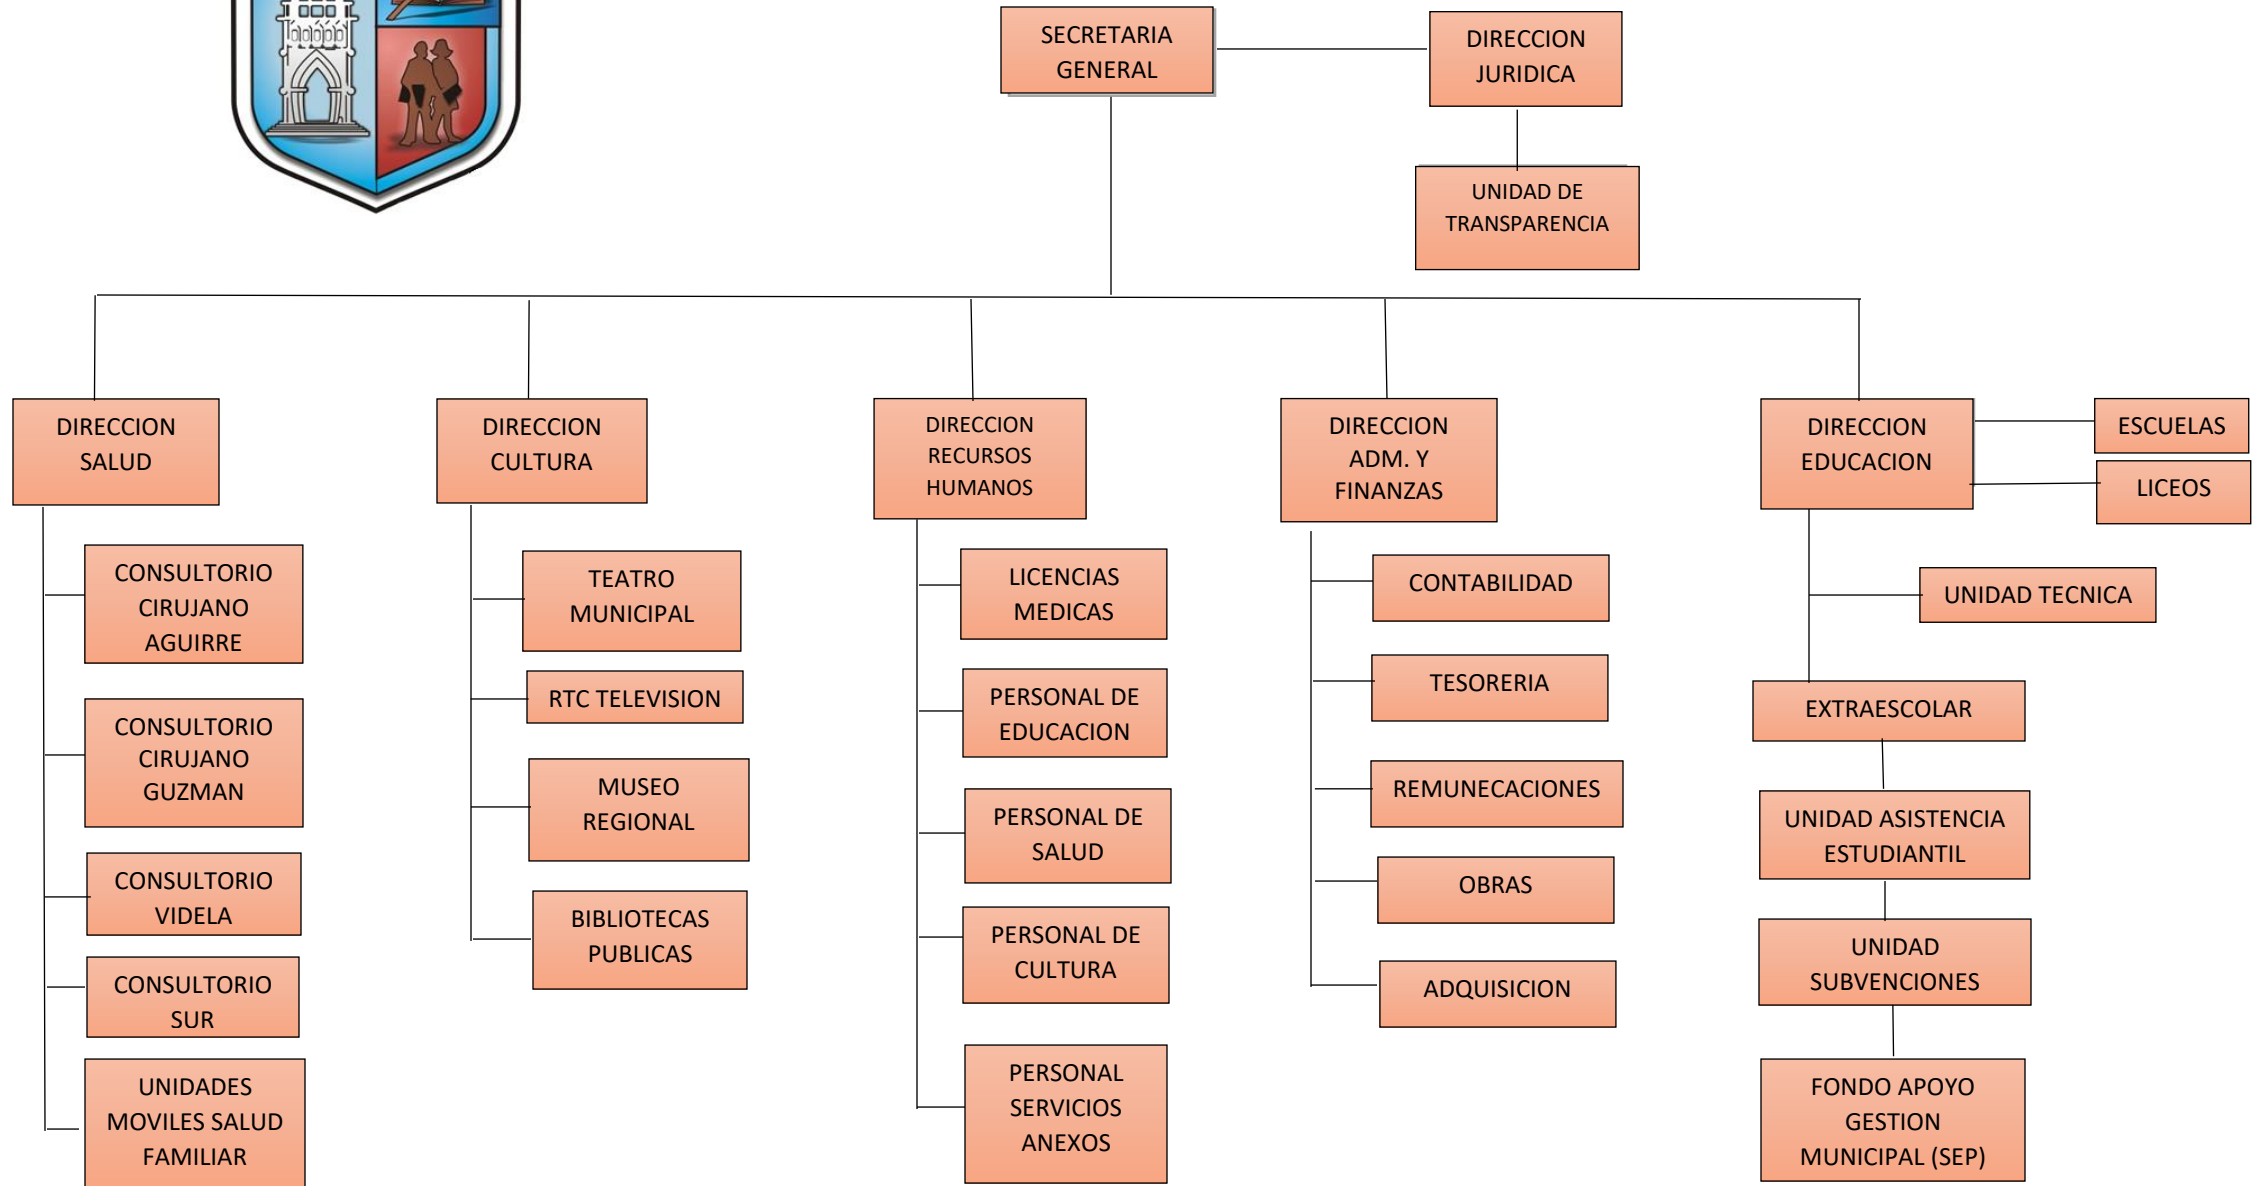 SECRETARIA
GENERAL
DIRECCION
JURIDICA
UNIDAD DE
TRANSPARENCIA
DIRECCION
SALUD
CONSULTORIO
CIRUJANO
AGUIRRE
CONSULTORIO
CIRUJANO
GUZMAN
CONSULTORIO
VIDELA
CONSULTORIO
SUR
UNIDADES
MOVILES SALUD
FAMILIAR
DIRECCION
CULTURA
TEATRO
MUNICIPAL
RTC TELEVISION
MUSEO
REGIONAL
BIBLIOTECAS
PUBLICAS
DIRECCION
RECURSOS
HUMANOS
LICENCIAS
MEDICAS
PERSONAL DE
EDUCACION
PERSONAL DE
SALUD
PERSONAL DE
CULTURA
PERSONAL
SERVICIOS
ANEXOS
DIRECCION
ADM. Y
FINANZAS
CONTABILIDAD
TESORERIA
REMUNECACIONES
OBRAS
ADQUISICION
DIRECCION
EDUCACION
ESCUELAS
LICEOS
UNIDAD TECNICA
EXTRAESCOLAR
UNIDAD ASISTENCIA
ESTUDIANTIL
UNIDAD
SUBVENCIONES
FONDO APOYO
GESTION
MUNICIPAL (SEP)